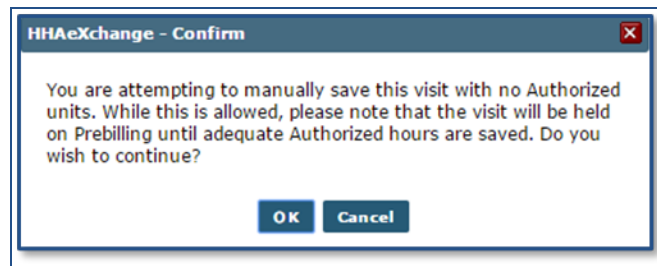 HHAeXchange - Confirm
You are attempting to manually save this visit with no Authorized
units. While this is allowed, please note that the visit will be held
on Prebilling until adequate Authorized hours are saved. Do you
wish to continue?
OK Cancel